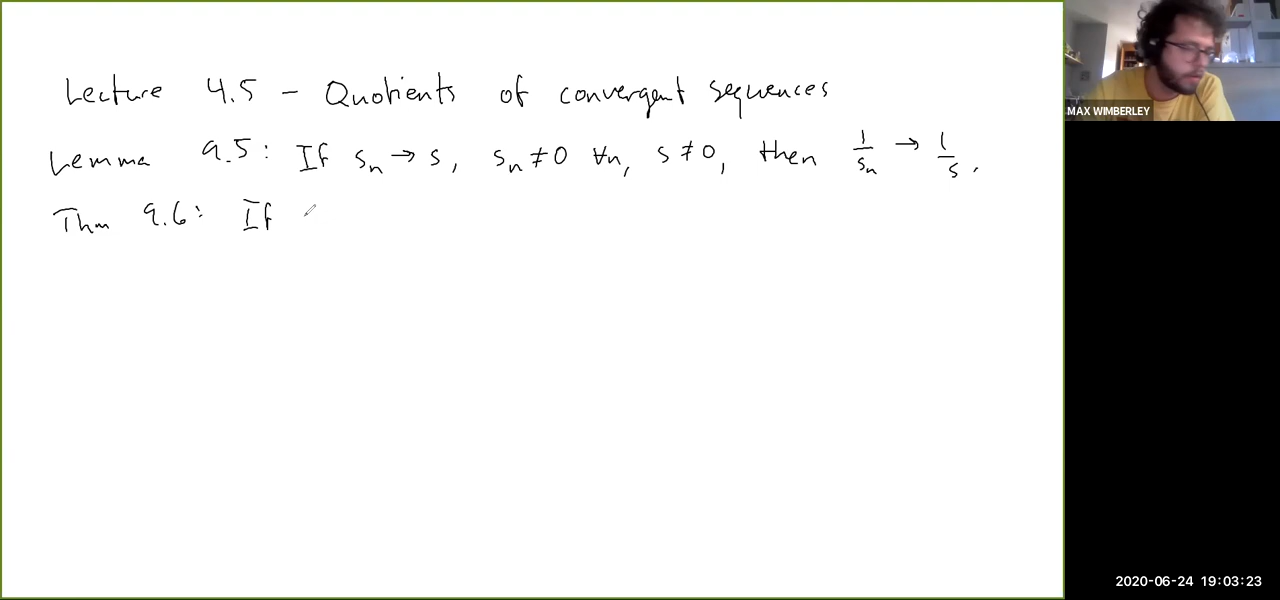 Lecture 4.5 - Quotients of convergent sequences
Lemma 9.5: If sₙ → s, sₙ ≠ 0 ∀n, s ≠ 0, then 1/sₙ → 1/s.
Thm 9.6: If
MAX WIMBERLEY
2020-06-24 19:03:23